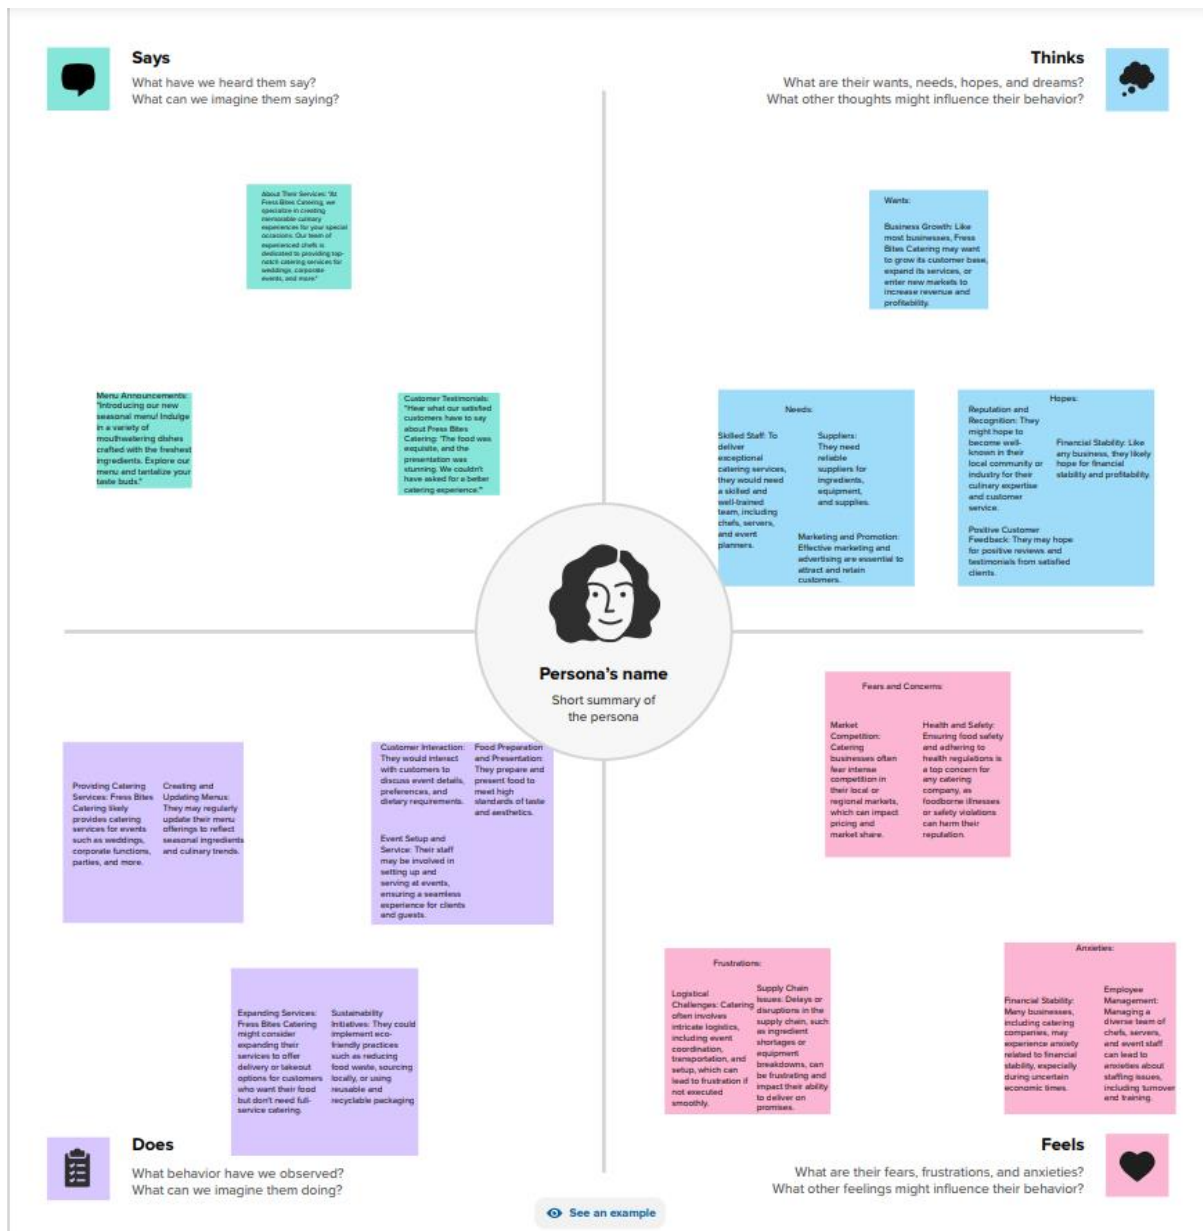 Says
What have we heard them say?
What can we imagine them saying?
Thinks
What are their wants, needs, hopes, and dreams?
What other thoughts might influence their behavior?
About Their Services: "At
Fress Bites Catering, we
specialize in creating
memorable culinary
experiences for your special
occasions. Our team of
experienced chefs is
dedicated to providing top-
notch catering services for
weddings, corporate
events, and more"
Menu Announcements:
"Introducing our new
seasonal menu! Indulge
in a variety of
mouthwatering dishes
crafted with the freshest
ingredients. Explore our
menu and tantalize your
taste buds."
Customer Testimonials:
"Hear what our satisfied
customers have to say
about Fress Bites
Catering: 'The food was
exquisite, and the
presentation was
stunning. We couldn't
have asked for a better
catering experience.'"
Wants:
Business Growth: Like
most businesses, Fress
Bites Catering may want
to grow its customer base,
expand its services, or
enter new markets to
increase revenue and
profitability.
Needs:
Skilled Staff: To
deliver
exceptional
catering services,
they would need
a skilled and
well-trained
team, including
chefs, servers,
and event
planners.
Suppliers:
They need
reliable
suppliers for
ingredients,
equipment,
and supplies.
Marketing and Promotion:
Effective marketing and
advertising are essential to
attract and retain
customers.
Hopes:
Reputation and
Recognition: They
might hope to
become well-
known in their
local community or
industry for their
culinary expertise
and customer
service.
Financial Stability: Like
any business, they likely
hope for financial
stability and profitability.
Positive Customer
Feedback: They may hope
for positive reviews and
testimonials from satisfied
clients.
Persona's name
Short summary of
the persona
Providing Catering
Services: Fress Bites
Catering likely
provides catering
services for events
such as weddings,
corporate functions,
parties, and more.
Creating and
Updating Menus:
They may regularly
update their menu
offerings to reflect
seasonal ingredients
and culinary trends.
Customer Interaction:
They would interact
with customers to
discuss event details,
preferences, and
dietary requirements.
Food Preparation
and Presentation:
They prepare and
present food to
meet high
standards of taste
and aesthetics.
Event Setup and
Service: Their staff
may be involved in
setting up and
serving at events,
ensuring a seamless
experience for clients
and guests.
Expanding Services:
Fress Bites Catering
might consider
expanding their
services to offer
delivery or takeout
options for customers
who want their food
but don't need full-
service catering.
Sustainability
Initiatives: They could
implement eco-
friendly practices
such as reducing
food waste, sourcing
locally, or using
reusable and
recyclable packaging
Fears and Concerns:
Market
Competition:
Catering
businesses often
fear intense
competition in
their local or
regional markets,
which can impact
pricing and
market share.
Health and Safety:
Ensuring food safety
and adhering to
health regulations is
a top concern for
any catering
company, as
foodborne illnesses
or safety violations
can harm their
reputation.
Frustrations:
Logistical
Challenges: Catering
often involves
intricate logistics,
including event
coordination,
transportation, and
setup, which can
lead to frustration if
not executed
smoothly.
Supply Chain
Issues: Delays or
disruptions in the
supply chain, such
as ingredient
shortages or
equipment
breakdowns, can
be frustrating and
impact their ability
to deliver on
promises.
Anxieties:
Financial Stability:
Many businesses,
including catering
companies, may
experience anxiety
related to financial
stability, especially
during uncertain
economic times.
Employee
Management:
Managing a
diverse team of
chefs, servers,
and event staff
can lead to
anxieties about
staffing issues,
including turnover
and training.
Does
What behavior have we observed?
What can we imagine them doing?
Feels
What are their fears, frustrations, and anxieties?
What other feelings might influence their behavior?
See an example